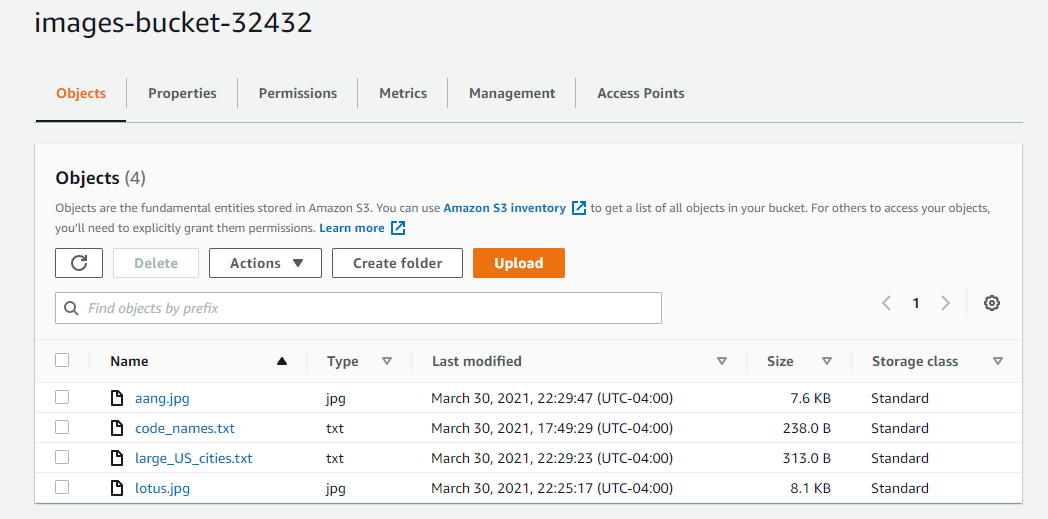 images-bucket-32432
Objects Properties Permissions Metrics Management Access Points
Objects (4)
Objects are the fundamental entities stored in Amazon S3. You can use Amazon S3 inventory to get a list of all objects in your bucket. For others to access your objects,
you'll need to explicitly grant them permissions. Learn more
Delete Actions Create folder Upload
Find objects by prefix 1
Name Type Last modified Size Storage class
aang.jpg jpg March 30, 2021, 22:29:47 (UTC-04:00) 7.6 KB Standard
code_names.txt txt March 30, 2021, 17:49:29 (UTC-04:00) 238.0 B Standard
large_US_cities.txt txt March 30, 2021, 22:29:23 (UTC-04:00) 313.0 B Standard
lotus.jpg jpg March 30, 2021, 22:25:17 (UTC-04:00) 8.1 KB Standard